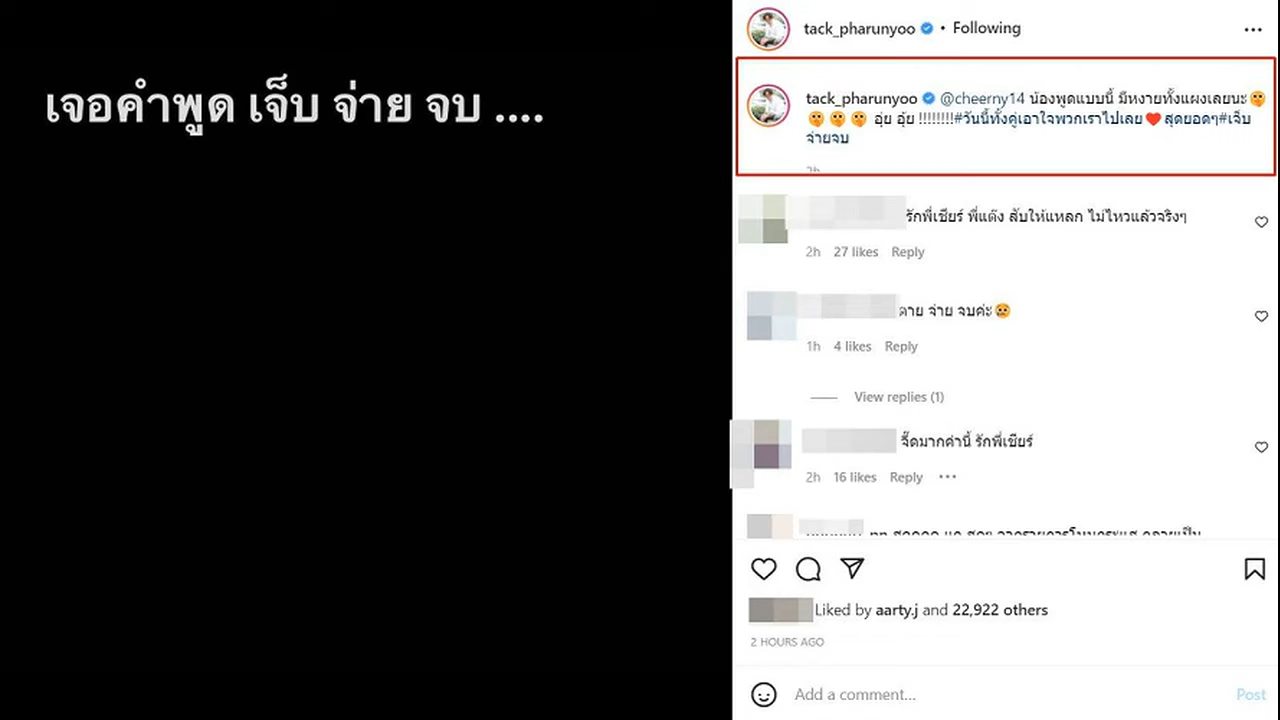 เจอคำพูด เจ็บ จ่าย จบ ....
tack_pharunyoo • Following
tack_pharunyoo @cheerny14 น้องพูดแบบนี้ มีหงายทั้งแผงเลยนะ🤫
🤫 🤫 🤫 อุ่ย อุ้ย !!!!!!!!#วันนี้ทั้งคู่เอาใจพวกเราไปเลย❤️สุดยอดๆ#เจ็บ
จ่ายจบ
รักพี่เชียร์ พี่แต๊ง สับให้แหลก ไม่ไหวแล้วจริงๆ
2h 27 likes Reply
ตาย จ่าย จบค่ะ😢
1h 4 likes Reply
View replies (1)
จี๊ดมากค่านี้ รักพี่เชียร์
2h 16 likes Reply
Liked by aarty.j and 22,922 others
2 HOURS AGO
Add a comment... Post